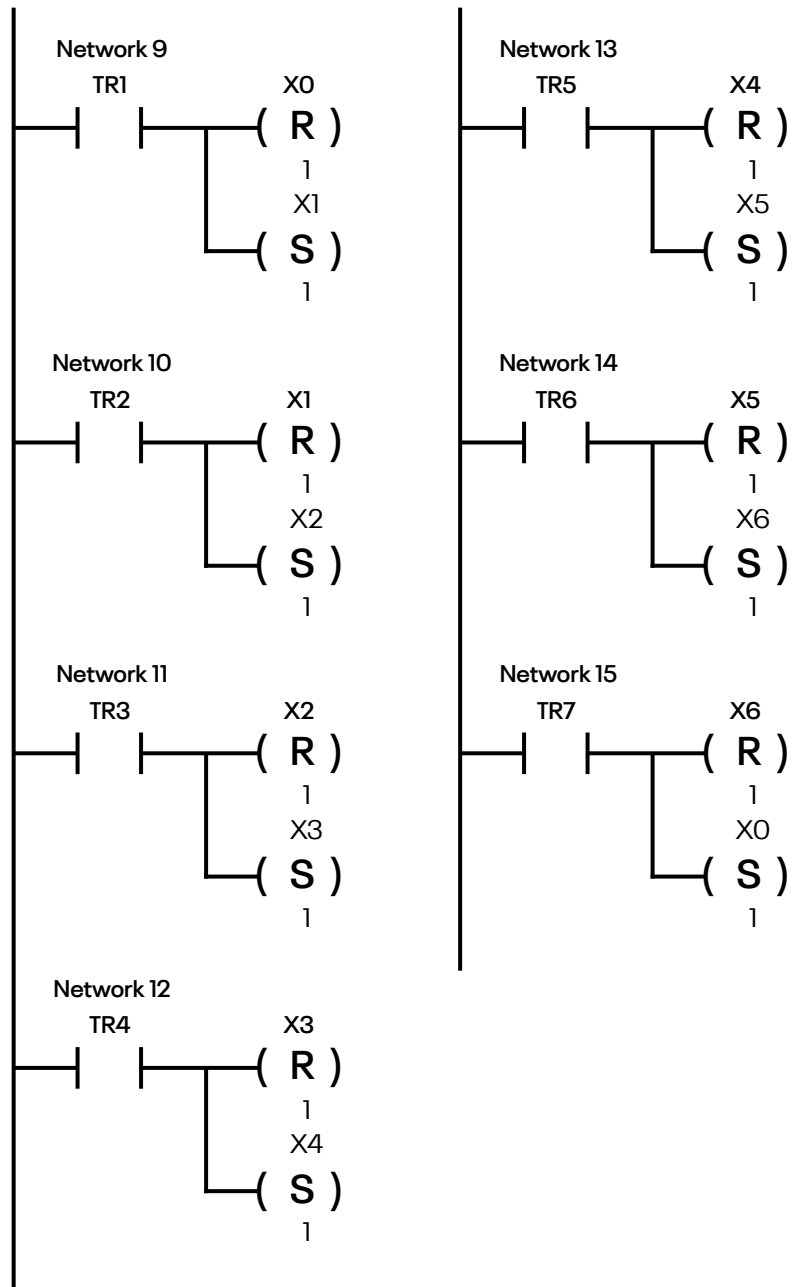 Network 9
TR1 X0
( R )
1
X1
( S )
1
Network 10
TR2 X1
( R )
1
X2
( S )
1
Network 11
TR3 X2
( R )
1
X3
( S )
1
Network 12
TR4 X3
( R )
1
X4
( S )
1
Network 13
TR5 X4
( R )
1
X5
( S )
1
Network 14
TR6 X5
( R )
1
X6
( S )
1
Network 15
TR7 X6
( R )
1
X0
( S )
1